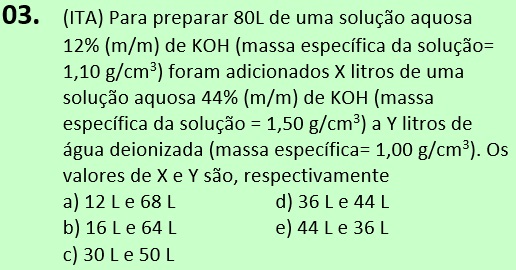 03. (ITA) Para preparar 80L de uma solução aquosa
12% (m/m) de KOH (massa específica da solução=
1,10 g/cm³) foram adicionados X litros de uma
solução aquosa 44% (m/m) de KOH (massa
específica da solução = 1,50 g/cm³) a Y litros de
água deionizada (massa específica= 1,00 g/cm³). Os
valores de X e Y são, respectivamente
a) 12 L e 68 L d) 36 L e 44 L
b) 16 L e 64 L e) 44 L e 36 L
c) 30 L e 50 L